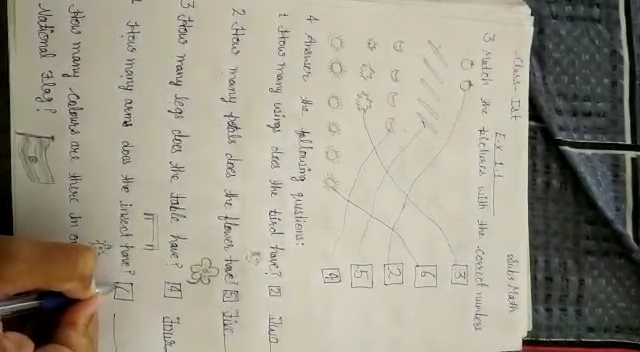 Class - Ist
Ex 1.1
Sub: Math
3 Match the pictures with the correct numbers
3
6
2
5
4
4 Answer the following questions:
1 How many wings does the bird have? 2 Two
2 How many petals does the flower have? 5 Five
3 How many legs does the table have? 4 Four
How many arms does the insect have?
How many colours are there in our
National Flag?